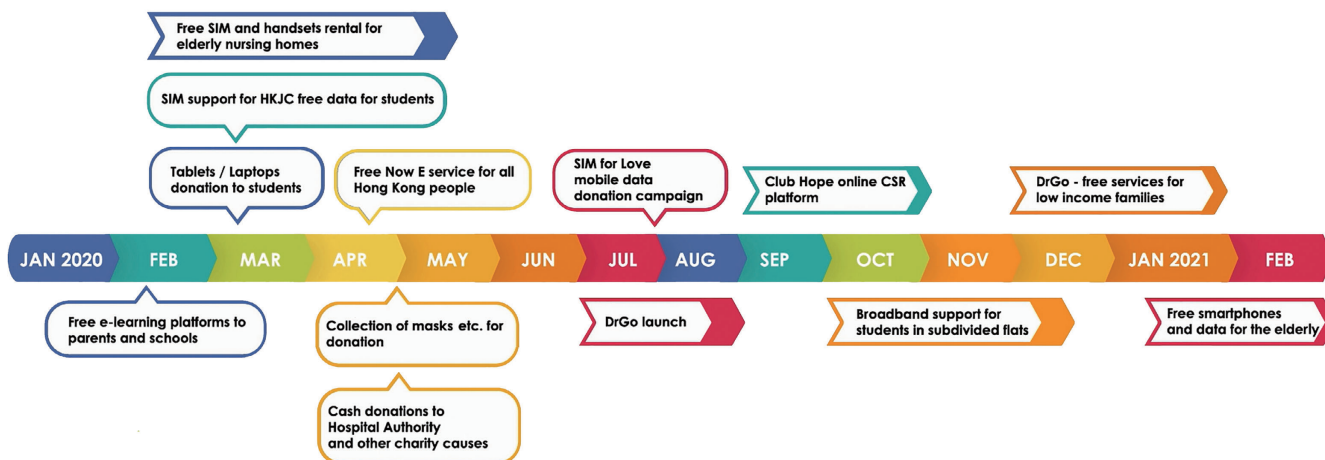 Free SIM and handsets rental for
elderly nursing homes
SIM support for HKJC free data for students
Tablets / Laptops
donation to students
Free Now E service for all
Hong Kong people
SIM for Love
mobile data
donation campaign
Club Hope online CSR
platform
DrGo - free services for
low income families
JAN 2020
FEB
MAR
APR
MAY
JUN
JUL
AUG
SEP
OCT
NOV
DEC
JAN 2021
FEB
Free e-learning platforms to
parents and schools
Collection of masks etc. for
donation
DrGo launch
Broadband support for
students in subdivided flats
Free smartphones
and data for the elderly
Cash donations to
Hospital Authority
and other charity causes